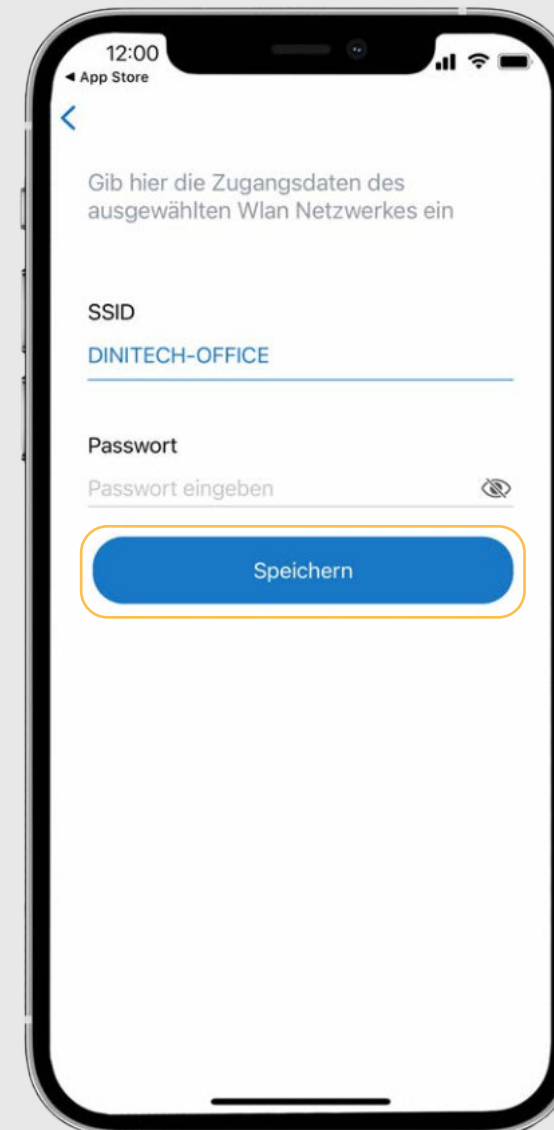 12:00
◀ App Store
Gib hier die Zugangsdaten des
ausgewählten Wlan Netzwerkes ein
SSID
DINITECH-OFFICE
Passwort
Passwort eingeben
Speichern